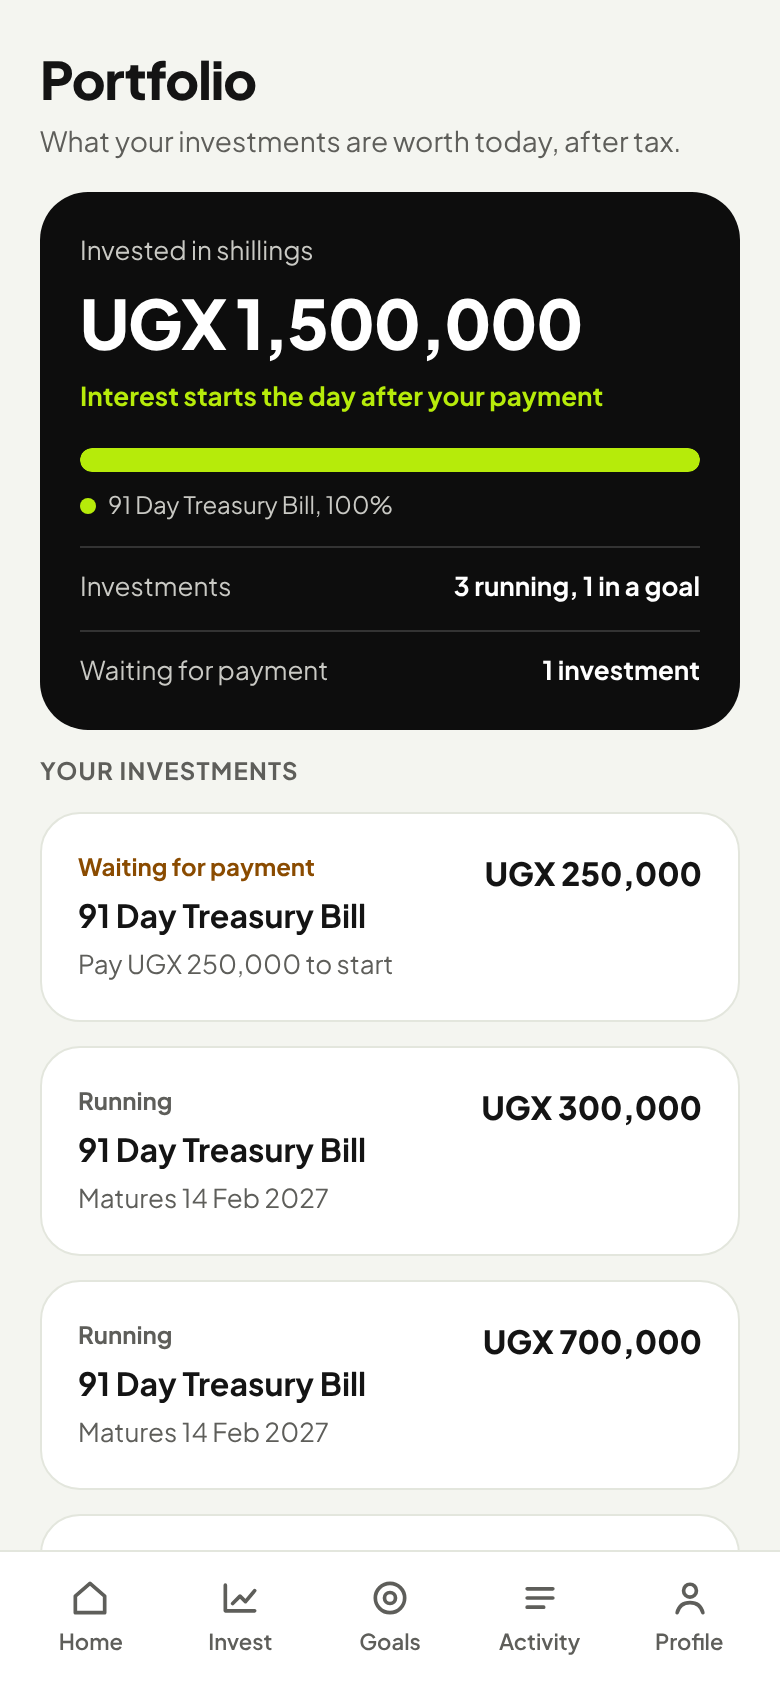 Portfolio
What your investments are worth today, after tax.
Invested in shillings
UGX 1,500,000
Interest starts the day after your payment
91 Day Treasury Bill, 100%
Investments
3 running, 1 in a goal
Waiting for payment
1 investment
YOUR INVESTMENTS
Waiting for payment
UGX 250,000
91 Day Treasury Bill
Pay UGX 250,000 to start
Running
UGX 300,000
91 Day Treasury Bill
Matures 14 Feb 2027
Running
UGX 700,000
91 Day Treasury Bill
Matures 14 Feb 2027
Home
Invest
Goals
Activity
Profile